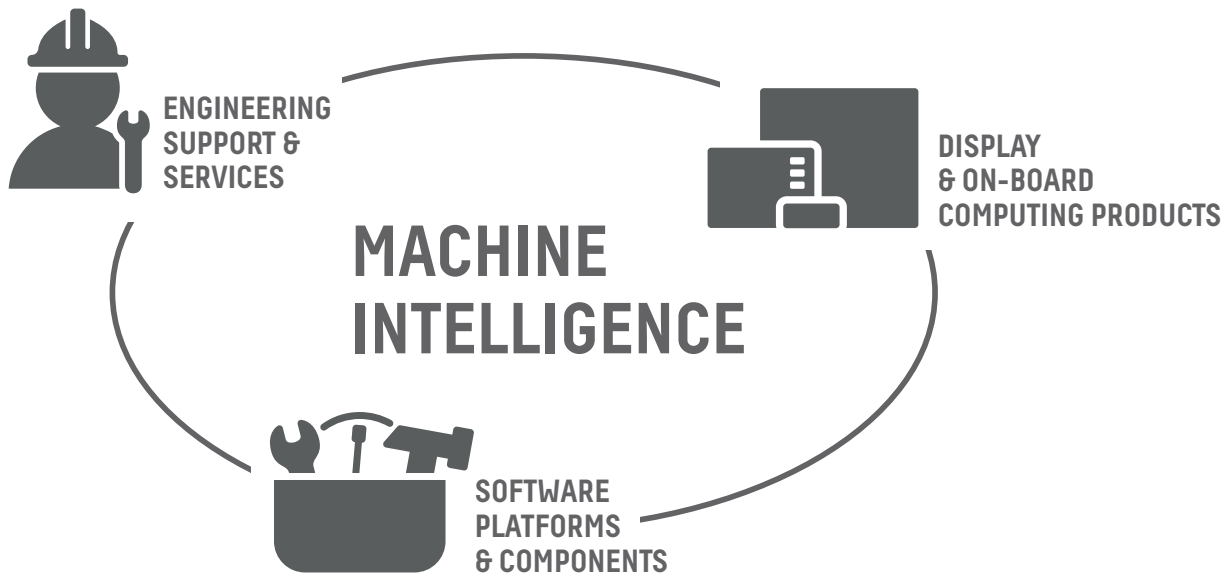 ENGINEERING
SUPPORT &
SERVICES
DISPLAY
& ON-BOARD
COMPUTING PRODUCTS
MACHINE
INTELLIGENCE
SOFTWARE
PLATFORMS
& COMPONENTS